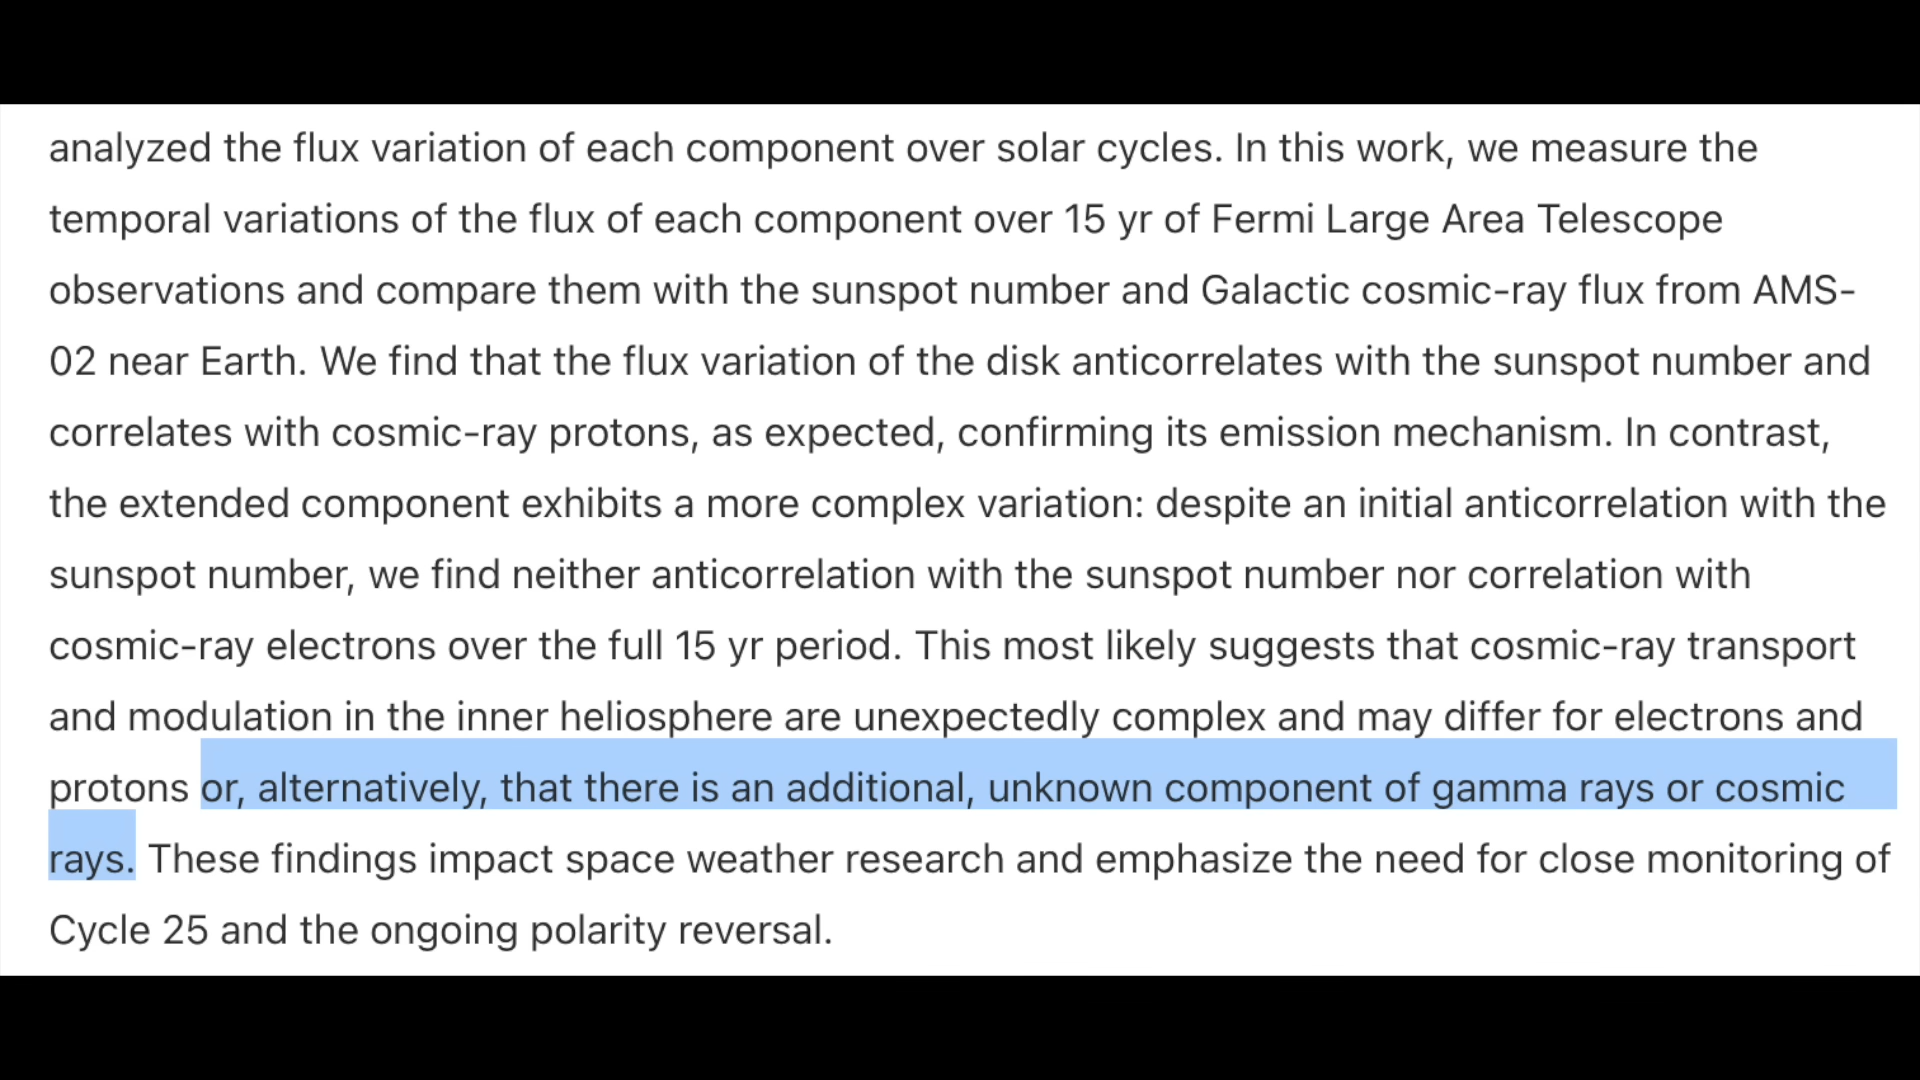 analyzed the flux variation of each component over solar cycles. In this work, we measure the
temporal variations of the flux of each component over 15 yr of Fermi Large Area Telescope
observations and compare them with the sunspot number and Galactic cosmic-ray flux from AMS-
02 near Earth. We find that the flux variation of the disk anticorrelates with the sunspot number and
correlates with cosmic-ray protons, as expected, confirming its emission mechanism. In contrast,
the extended component exhibits a more complex variation: despite an initial anticorrelation with the
sunspot number, we find neither anticorrelation with the sunspot number nor correlation with
cosmic-ray electrons over the full 15 yr period. This most likely suggests that cosmic-ray transport
and modulation in the inner heliosphere are unexpectedly complex and may differ for electrons and
protons or, alternatively, that there is an additional, unknown component of gamma rays or cosmic
rays. These findings impact space weather research and emphasize the need for close monitoring of
Cycle 25 and the ongoing polarity reversal.